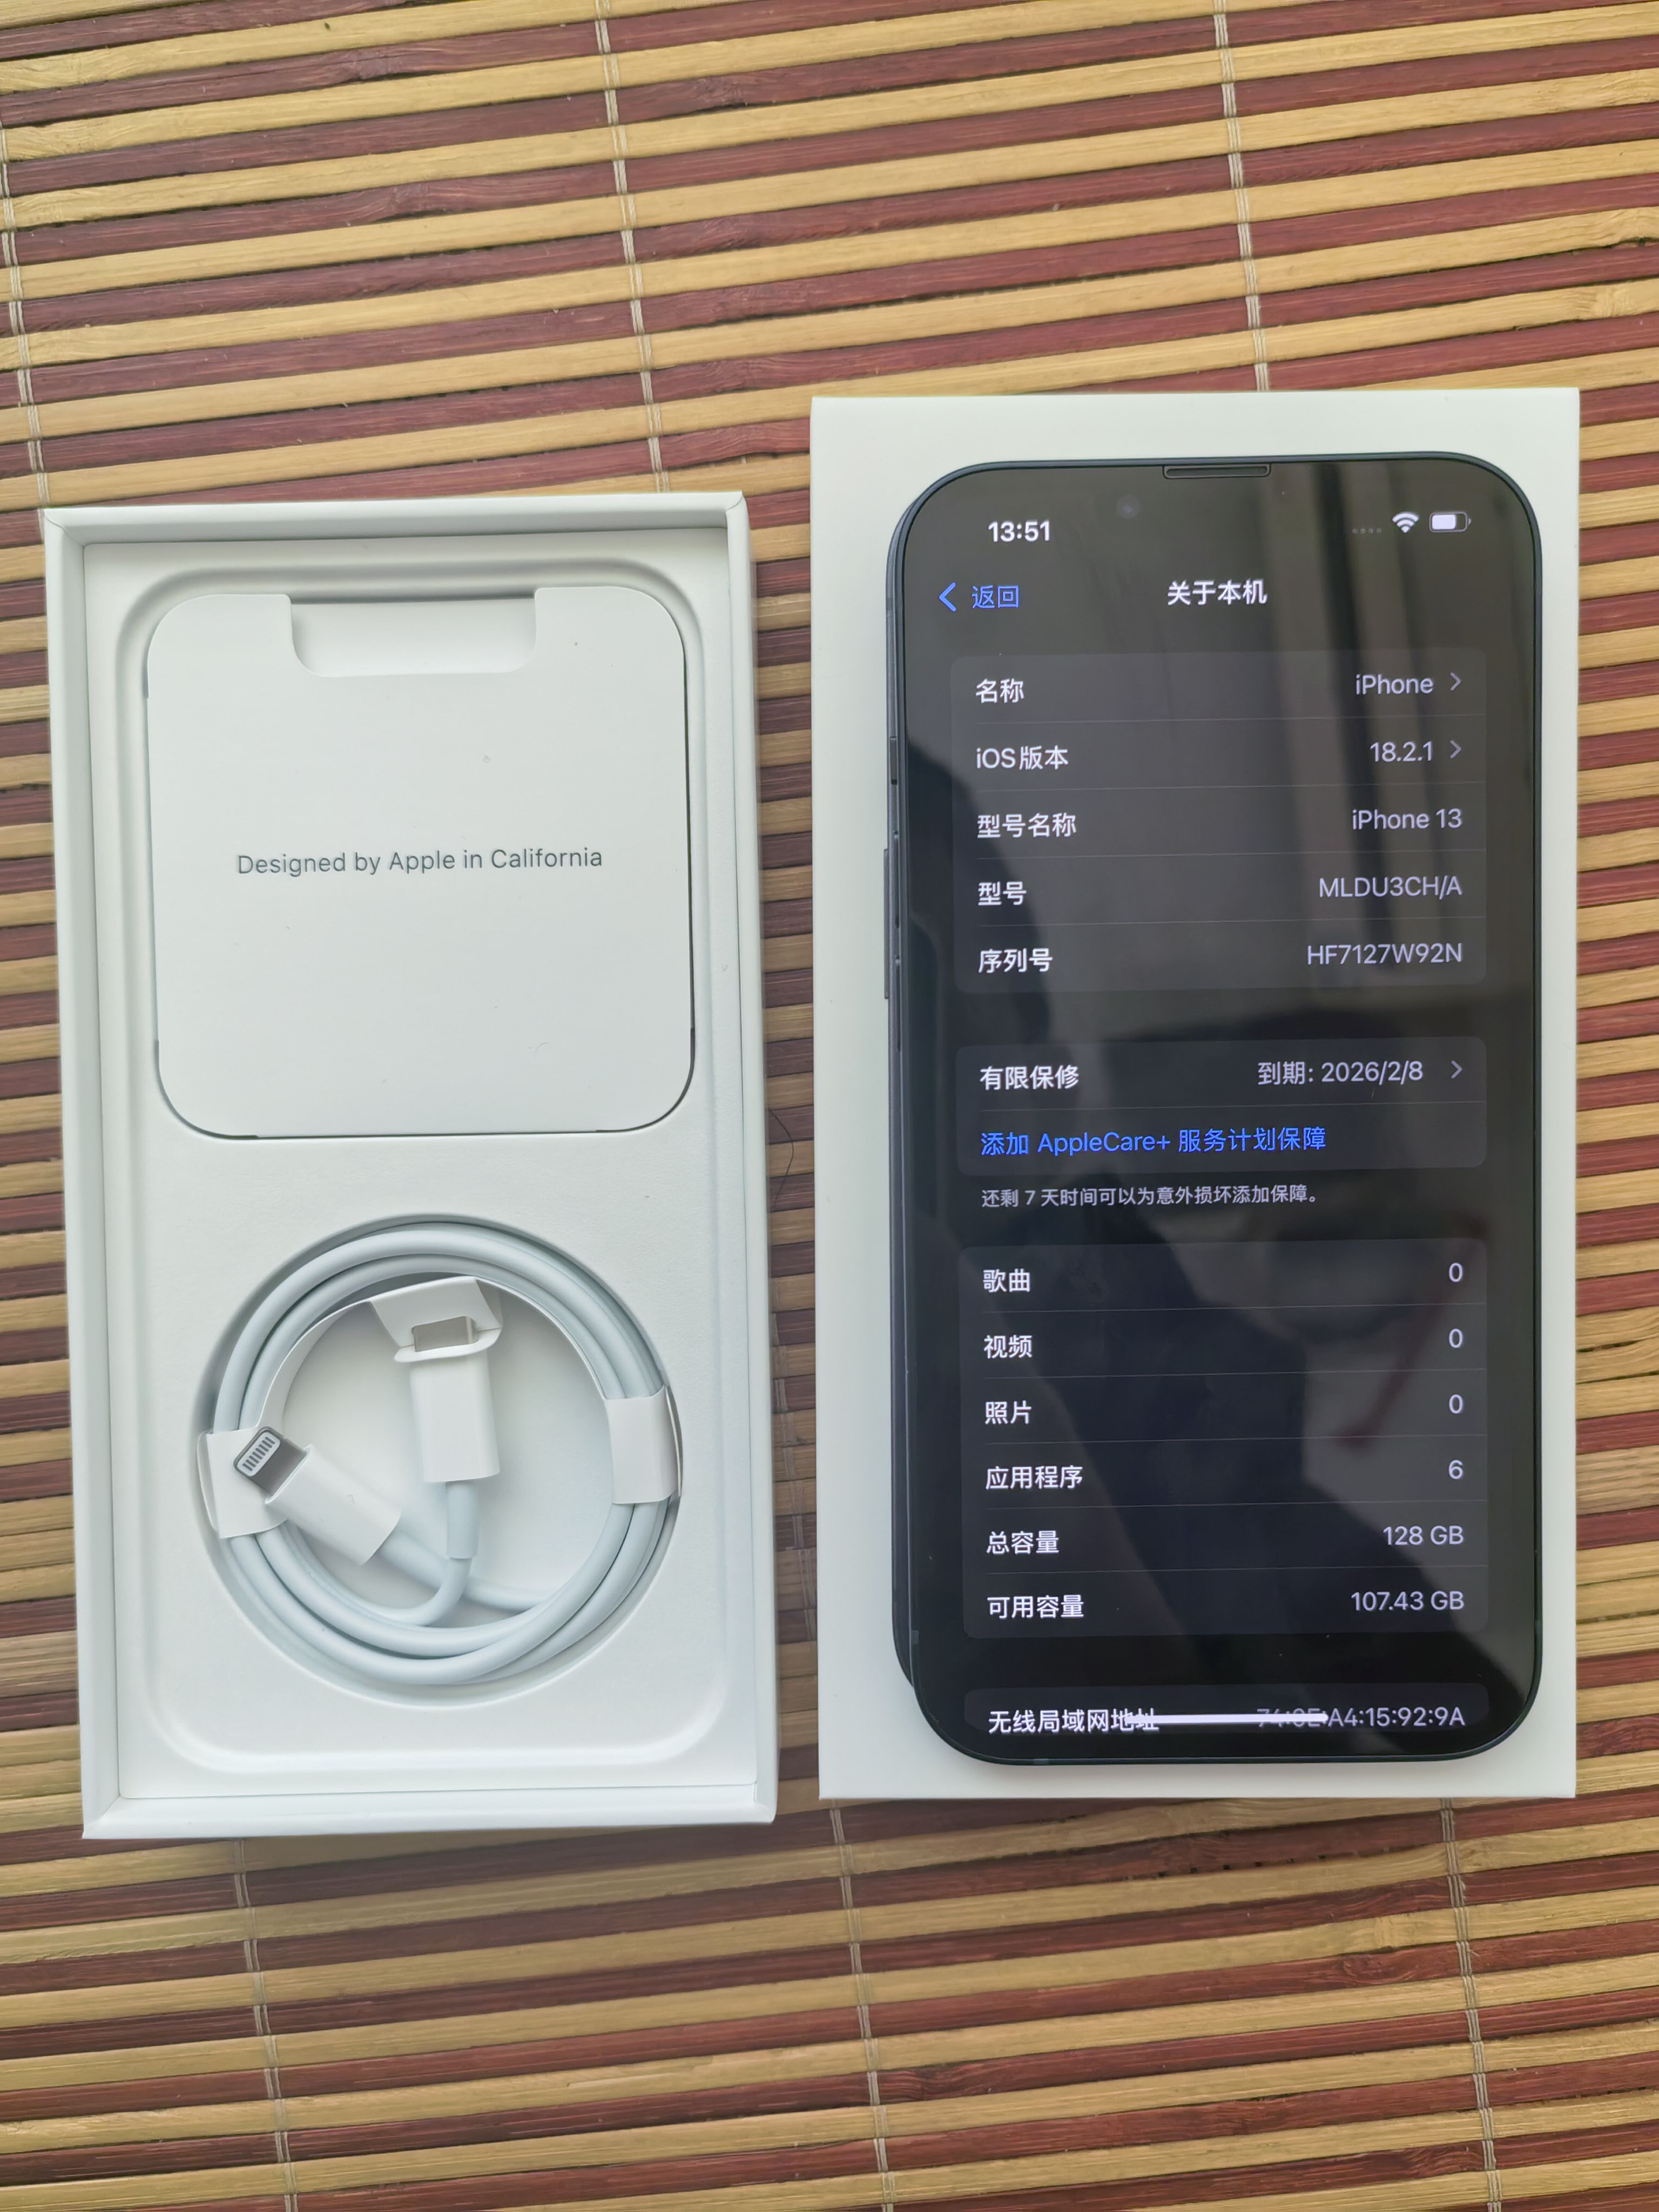 Designed by Apple in California
13:51
返回 关于本机
名称 iPhone
iOS版本 18.2.1
型号名称 iPhone 13
型号 MLDU3CH/A
序列号 HF7127W92N
有限保修 到期: 2026/2/8
添加 AppleCare+ 服务计划保障
还剩 7 天时间可以为意外损坏添加保障。
歌曲 0
视频 0
照片 0
应用程序 6
总容量 128 GB
可用容量 107.43 GB
无线局域网地址